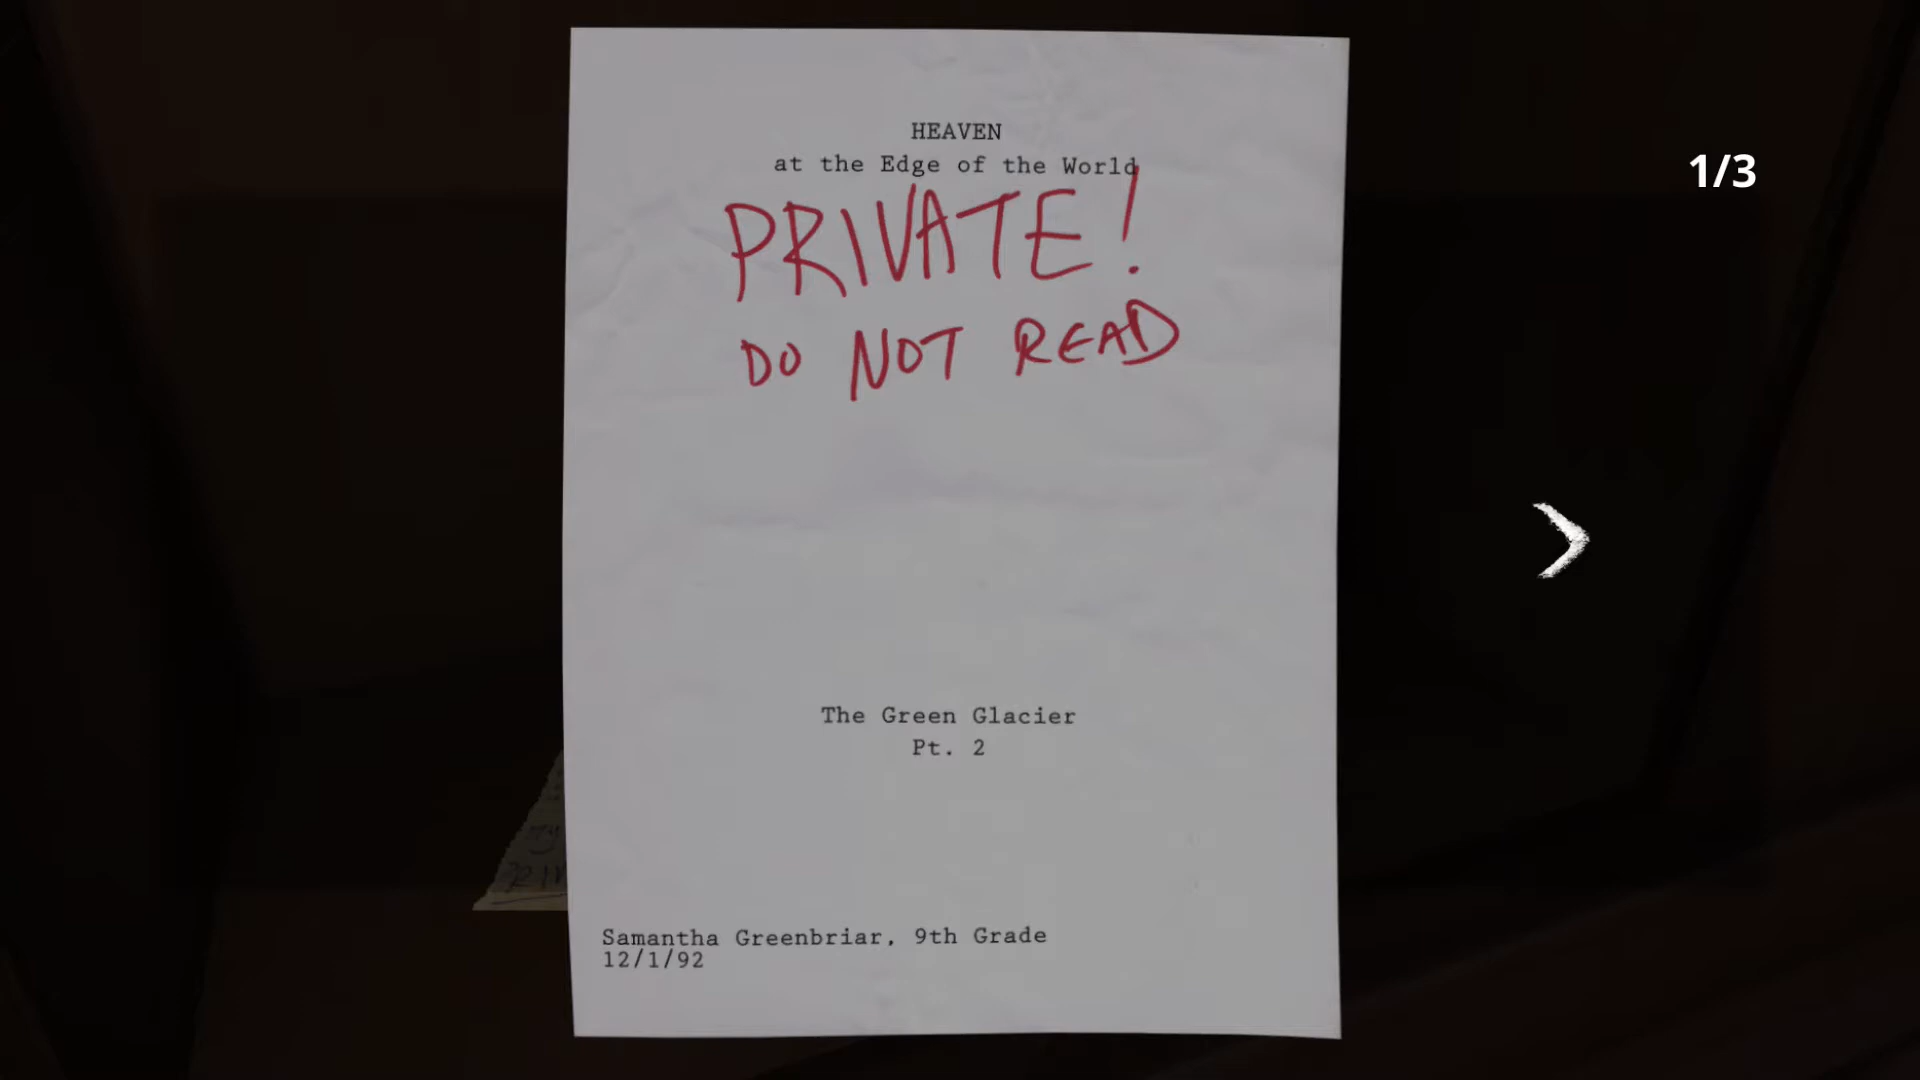 HEAVEN
at the Edge of the World
PRIVATE!
DO NOT READ
1/3
The Green Glacier
Pt. 2
my
Samantha Greenbriar, 9th Grade
12/1/92